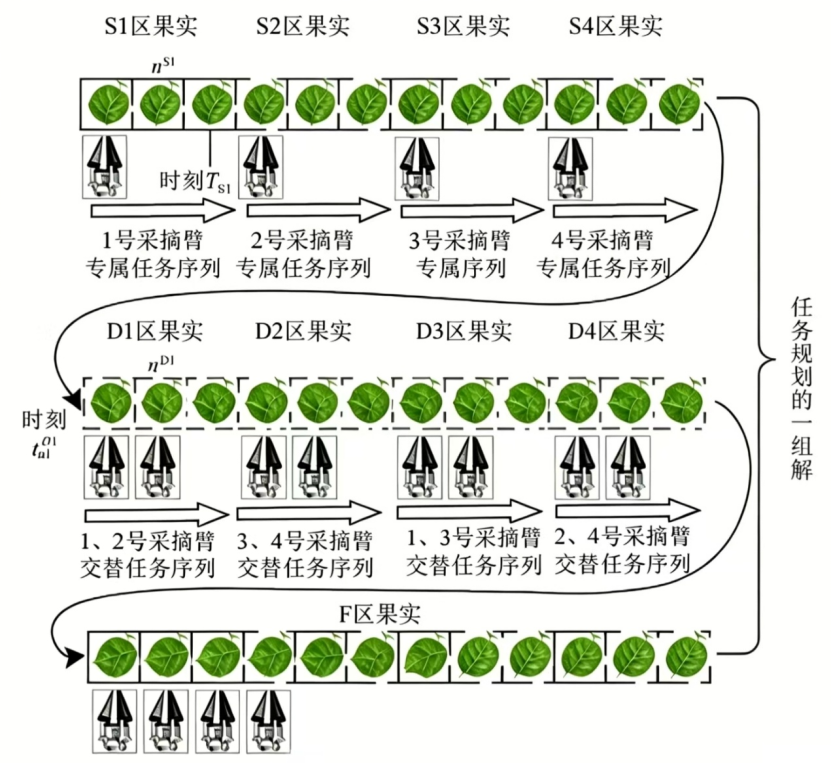 S1区果实 S2区果实 S3区果实 S4区果实
n^S1
时刻T_S1
1号采摘臂 2号采摘臂 3号采摘臂 4号采摘臂
专属任务序列 专属任务序列 专属序列 专属任务序列
D1区果实 D2区果实 D3区果实 D4区果实
n^D1
时刻
1、2号采摘臂 3、4号采摘臂 1、3号采摘臂 2、4号采摘臂
交替任务序列 交替任务序列 交替任务序列 交替任务序列
F区果实
任务规划的一组解